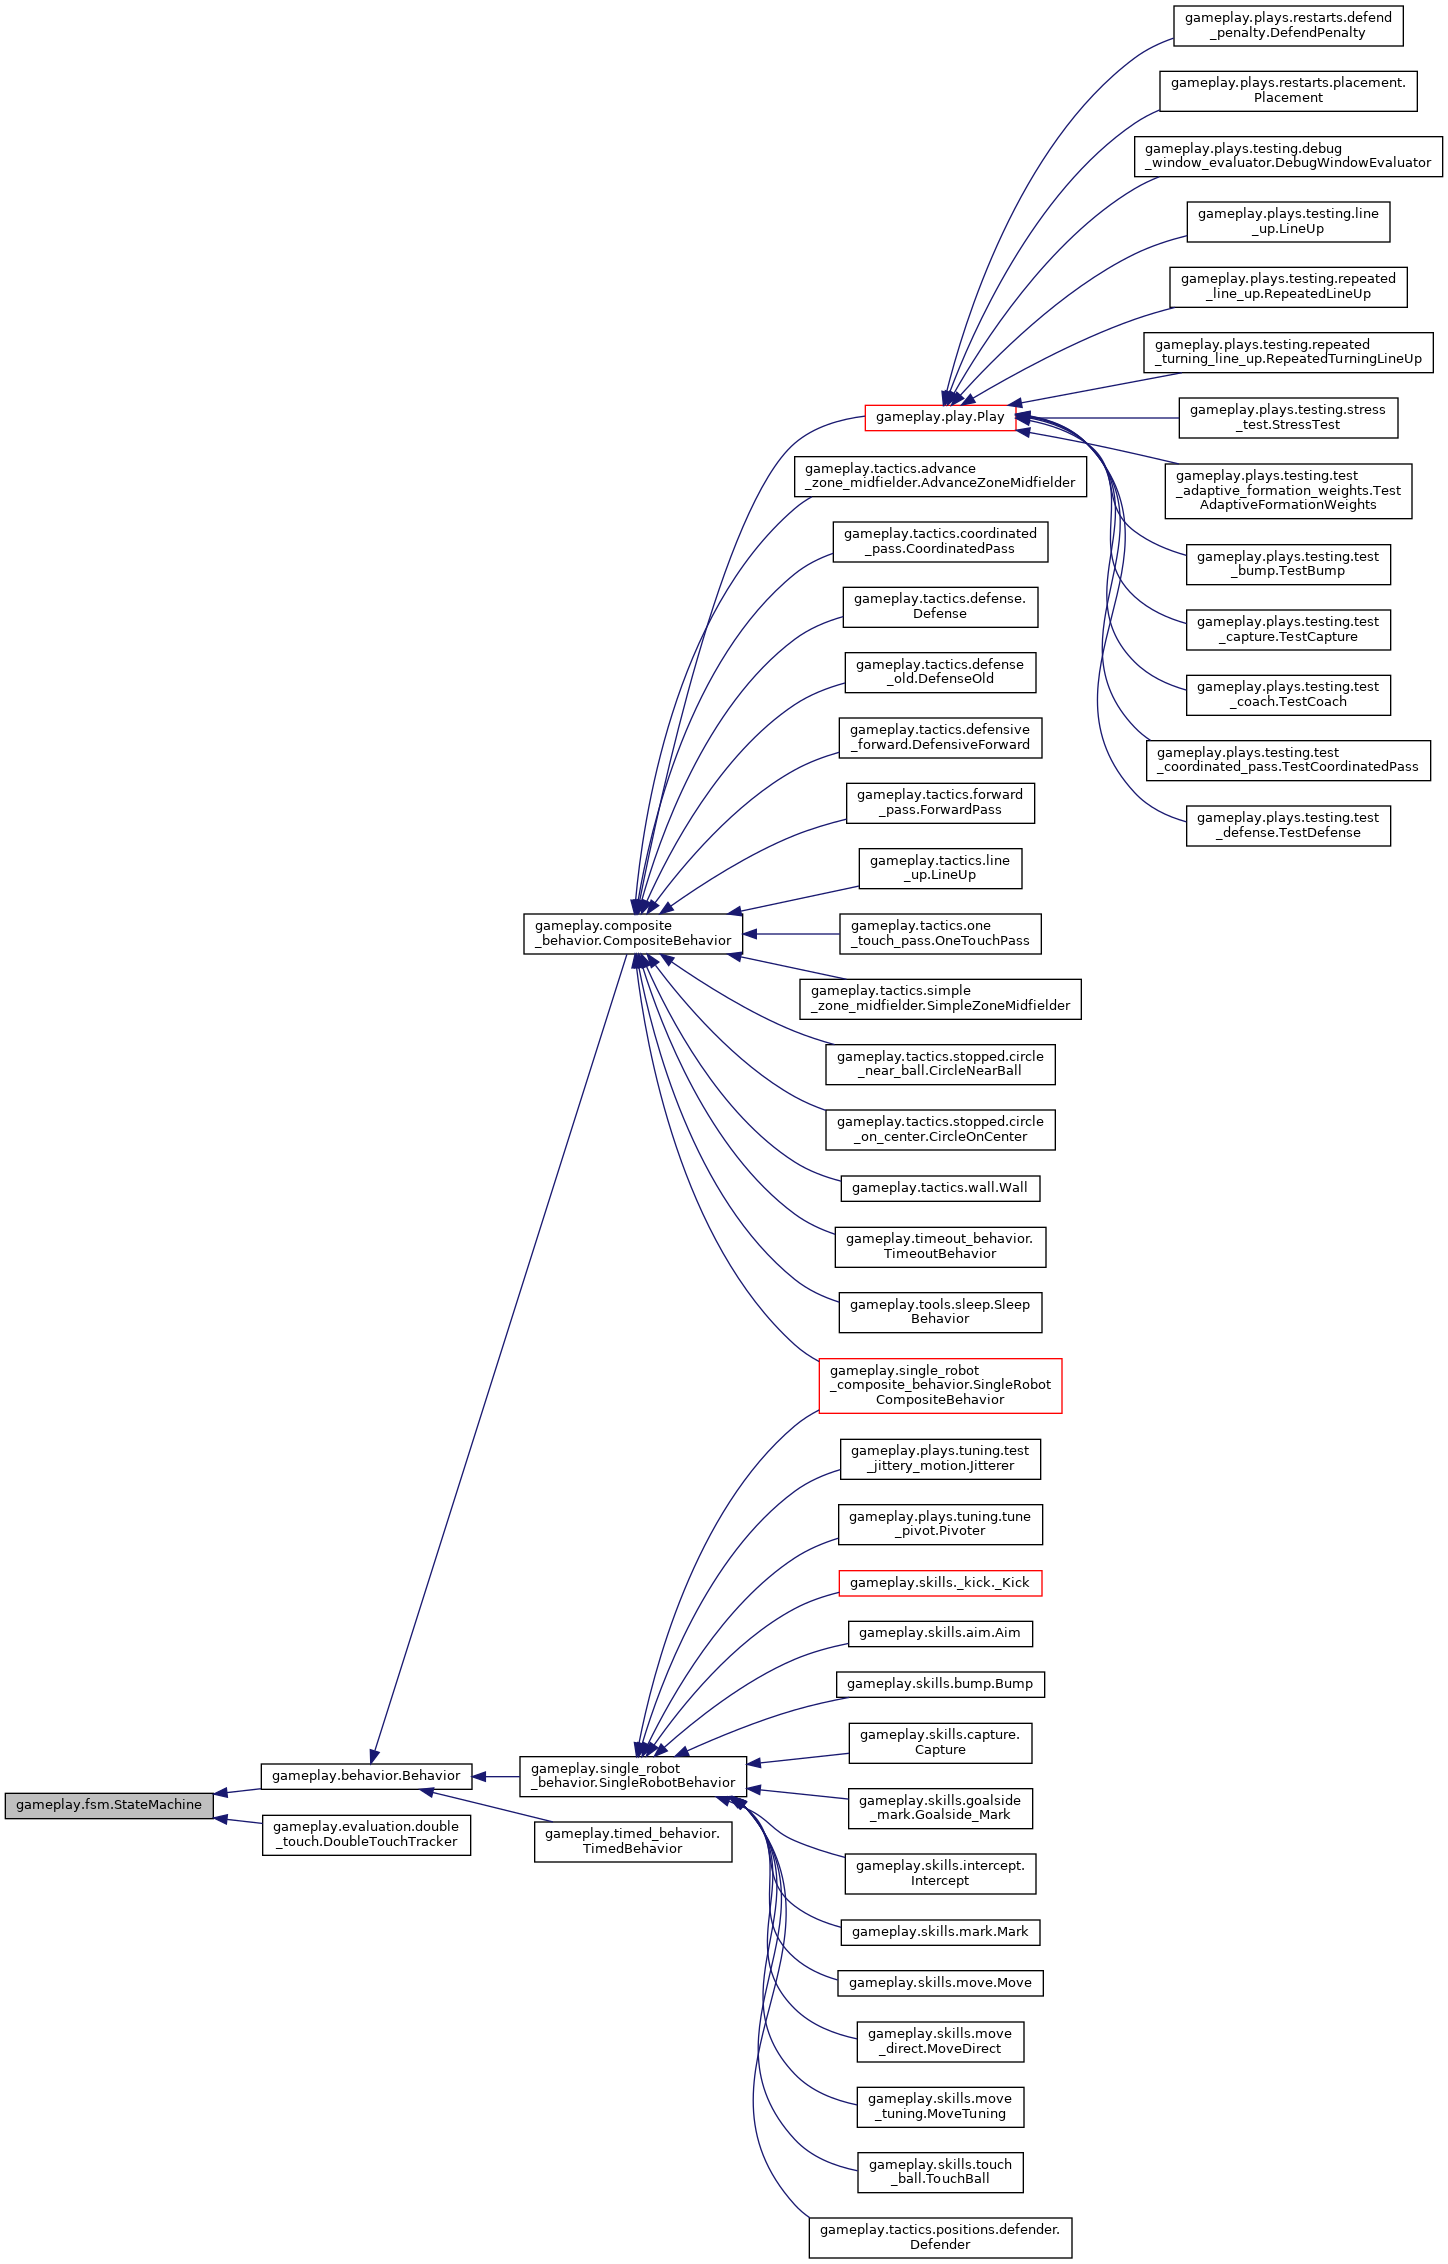 gameplay.plays.restarts.defend
_penalty.DefendPenalty
gameplay.plays.restarts.placement.
Placement
gameplay.plays.testing.debug
_window_evaluator.DebugWindowEvaluator
gameplay.plays.testing.line
_up.LineUp
gameplay.plays.testing.repeated
_line_up.RepeatedLineUp
gameplay.plays.testing.repeated
_turning_line_up.RepeatedTurningLineUp
gameplay.plays.testing.stress
_test.StressTest
gameplay.plays.testing.test
_adaptive_formation_weights.Test
AdaptiveFormationWeights
gameplay.plays.testing.test
_bump.TestBump
gameplay.plays.testing.test
_capture.TestCapture
gameplay.plays.testing.test
_coach.TestCoach
gameplay.plays.testing.test
_coordinated_pass.TestCoordinatedPass
gameplay.plays.testing.test
_defense.TestDefense
gameplay.play.Play
gameplay.tactics.advance
_zone_midfielder.AdvanceZoneMidfielder
gameplay.tactics.coordinated
_pass.CoordinatedPass
gameplay.tactics.defense.
Defense
gameplay.tactics.defense
_old.DefenseOld
gameplay.tactics.defensive
_forward.DefensiveForward
gameplay.tactics.forward
_pass.ForwardPass
gameplay.tactics.line
_up.LineUp
gameplay.tactics.one
_touch_pass.OneTouchPass
gameplay.tactics.simple
_zone_midfielder.SimpleZoneMidfielder
gameplay.tactics.stopped.circle
_near_ball.CircleNearBall
gameplay.tactics.stopped.circle
_on_center.CircleOnCenter
gameplay.tactics.wall.Wall
gameplay.timeout_behavior.
TimeoutBehavior
gameplay.tools.sleep.Sleep
Behavior
gameplay.single_robot
_composite_behavior.SingleRobot
CompositeBehavior
gameplay.composite
_behavior.CompositeBehavior
gameplay.plays.tuning.test
_jittery_motion.Jitterer
gameplay.plays.tuning.tune
_pivot.Pivoter
gameplay.skills._kick._Kick
gameplay.skills.aim.Aim
gameplay.skills.bump.Bump
gameplay.skills.capture.
Capture
gameplay.skills.goalside
_mark.Goalside_Mark
gameplay.skills.intercept.
Intercept
gameplay.skills.mark.Mark
gameplay.skills.move.Move
gameplay.skills.move
_direct.MoveDirect
gameplay.skills.move
_tuning.MoveTuning
gameplay.skills.touch
_ball.TouchBall
gameplay.tactics.positions.defender.
Defender
gameplay.single_robot
_behavior.SingleRobotBehavior
gameplay.timed_behavior.
TimedBehavior
gameplay.behavior.Behavior
gameplay.evaluation.double
_touch.DoubleTouchTracker
gameplay.fsm.StateMachine